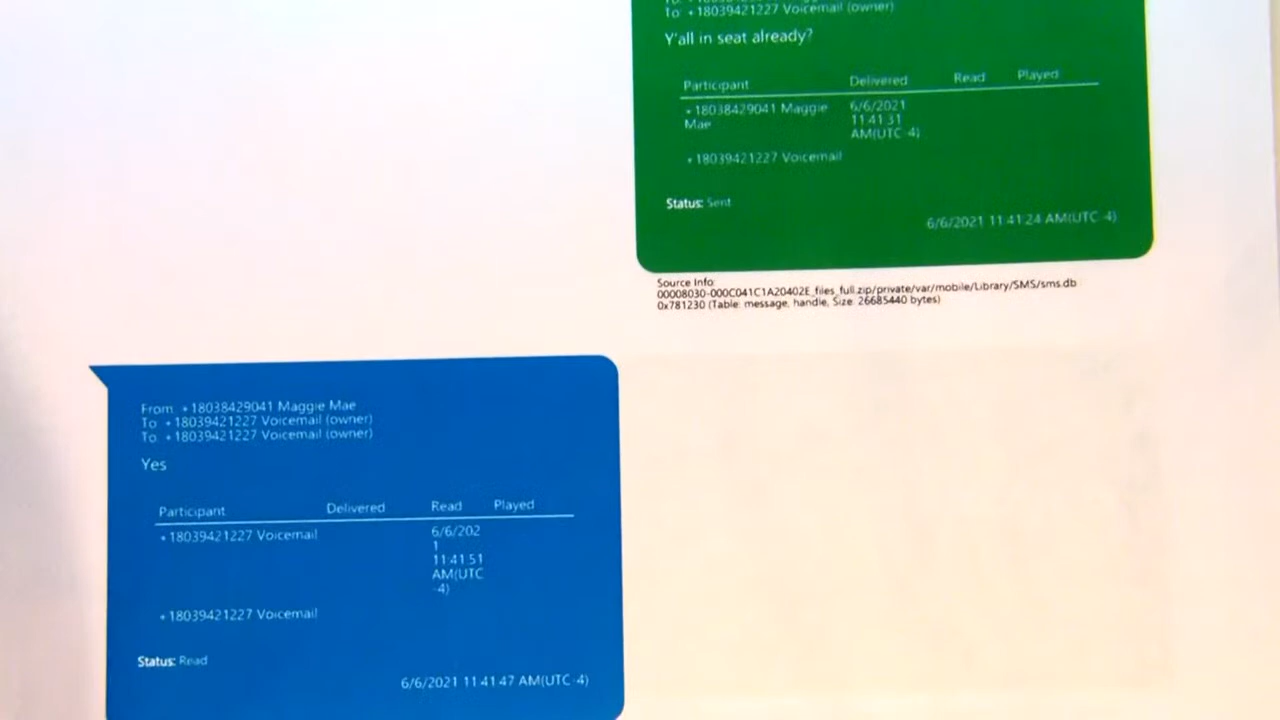 To: +18039421227 Voicemail (owner)
Y'all in seat already?
Participant Delivered Read Played
+18038429041 Maggie Mae 6/6/2021 11:41:31 AM(UTC-4)
+18039421227 Voicemail
Status: Sent
6/6/2021 11:41:24 AM(UTC-4)
Source Info:
00008030-000C041C1A20402E_files_full.zip/private/var/mobile/Library/SMS/sms.db
0x781230 (Table: message, handle, Size: 26685440 bytes)
From: +18038429041 Maggie Mae
To: +18039421227 Voicemail (owner)
To: +18039421227 Voicemail (owner)
Yes
Participant Delivered Read Played
+18039421227 Voicemail 6/6/2021 11:41:51 AM(UTC-4)
+18039421227 Voicemail
Status: Read
6/6/2021 11:41:47 AM(UTC-4)